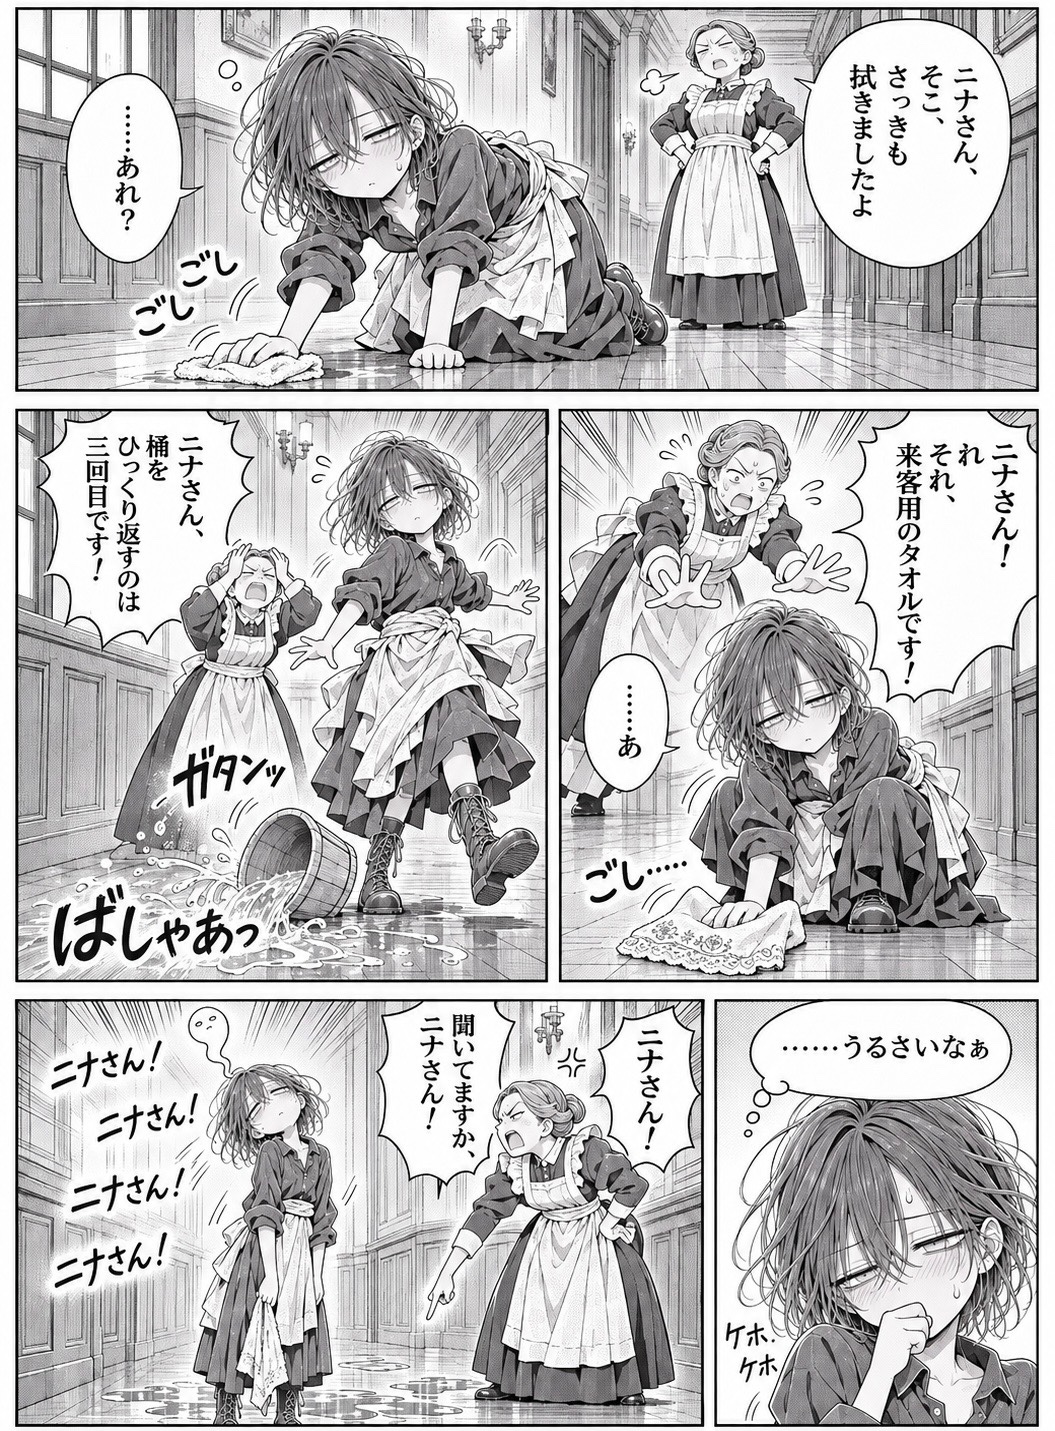 ニナさん、
そこ、
さっきも
拭きましたよ
……あれ？
ごし
ごしごし
ニナさん！
れ
それ、
来客用のタオルです！
……あ
ごし……
ニナさん、
桶を
ひっくり返すのは
三回目です！
ガタンッ
ばしゃあっ
ニナさん！
聞いてますか、
ニナさん！
ニナさん！
ニナさん！
ニナさん！
ニナさん！
……うるさいなぁ
ケホ．
ケホ